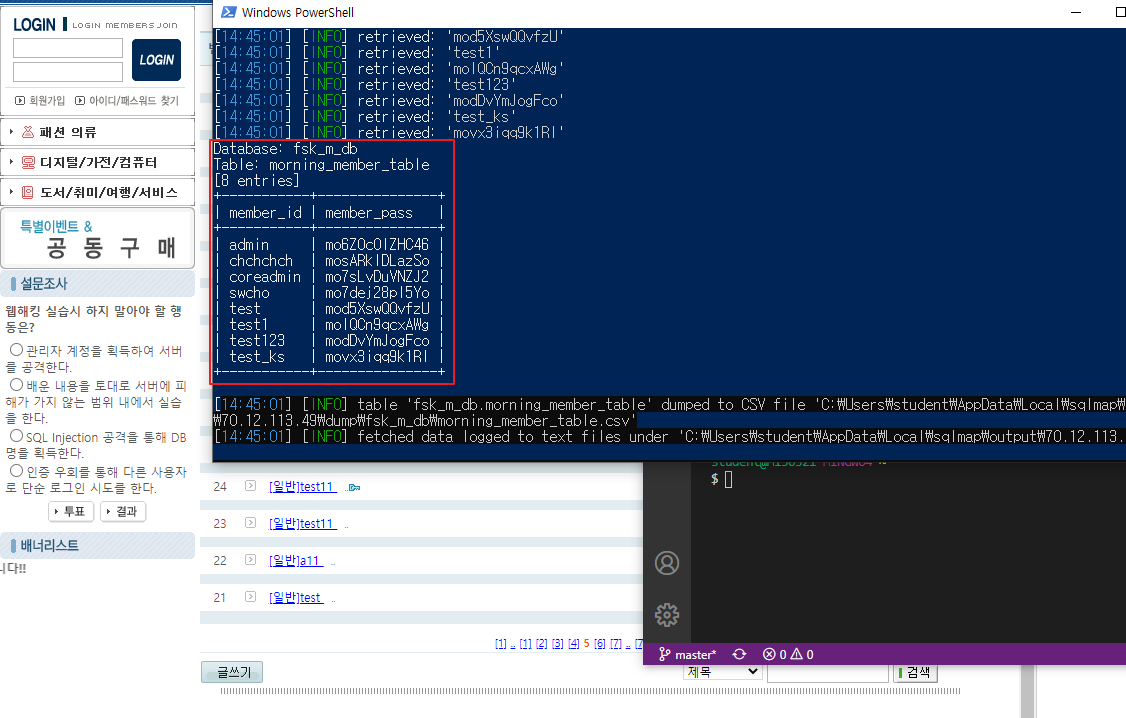 LOGIN LOGIN MEMBERS JOIN
LOGIN
회원가입 아이디/패스워드 찾기
패션 의류
디지털/가전/컴퓨터
도서/취미/여행/서비스
특별이벤트 &
공 동 구 매
설문조사
웹해킹 실습시 하지 말아야 할 행
동은?
관리자 계정을 획득하여 서버
를 공격한다.
배운 내용을 토대로 서버에 피
해가 가지 않는 범위 내에서 실습
을 한다.
SQL Injection 공격을 통해 DB
명을 획득한다.
인증 우회를 통해 다른 사용자
로 단순 로그인 시도를 한다.
투표 결과
배너리스트
니다!!
Windows PowerShell
[14:45:01] [INFO] retrieved: 'mod5XswQQvfzU'
[14:45:01] [INFO] retrieved: 'test1'
[14:45:01] [INFO] retrieved: 'molQCn9qcxAWg'
[14:45:01] [INFO] retrieved: 'test123'
[14:45:01] [INFO] retrieved: 'modDvYmJogFco'
[14:45:01] [INFO] retrieved: 'test_ks'
[14:45:01] [INFO] retrieved: 'movx3iqq9k1RI'
Database: fsk_m_db
Table: morning_member_table
[8 entries]
+-----------+---------------+
| member_id | member_pass |
+-----------+---------------+
| admin | mo6ZOcOIZHC46 |
| chchchch | mosARkIDLazSo |
| coreadmin | mo7sLvDuVNZJ2 |
| swcho | mo7dej28pI5Yo |
| test | mod5XswQQvfzU |
| test1 | molQCn9qcxAWg |
| test123 | modDvYmJogFco |
| test_ks | movx3iqq9k1RI |
+-----------+---------------+
[14:45:01] [INFO] table 'fsk_m_db.morning_member_table' dumped to CSV file 'C:₩Users₩student₩AppData₩Local₩sqlmap₩
₩70.12.113.49₩dump₩fsk_m_db₩morning_member_table.csv'
[14:45:01] [INFO] fetched data logged to text files under 'C:₩Users₩student₩AppData₩Local₩sqlmap₩output₩70.12.113.
$
master* 0 0
24 [일반]test11 ..
23 [일반]test11 ..
22 [일반]a11 ..
21 [일반]test ..
[1] .. [1] [2] [3] [4] 5 [6] [7] .. [7
글쓰기 제목 검색